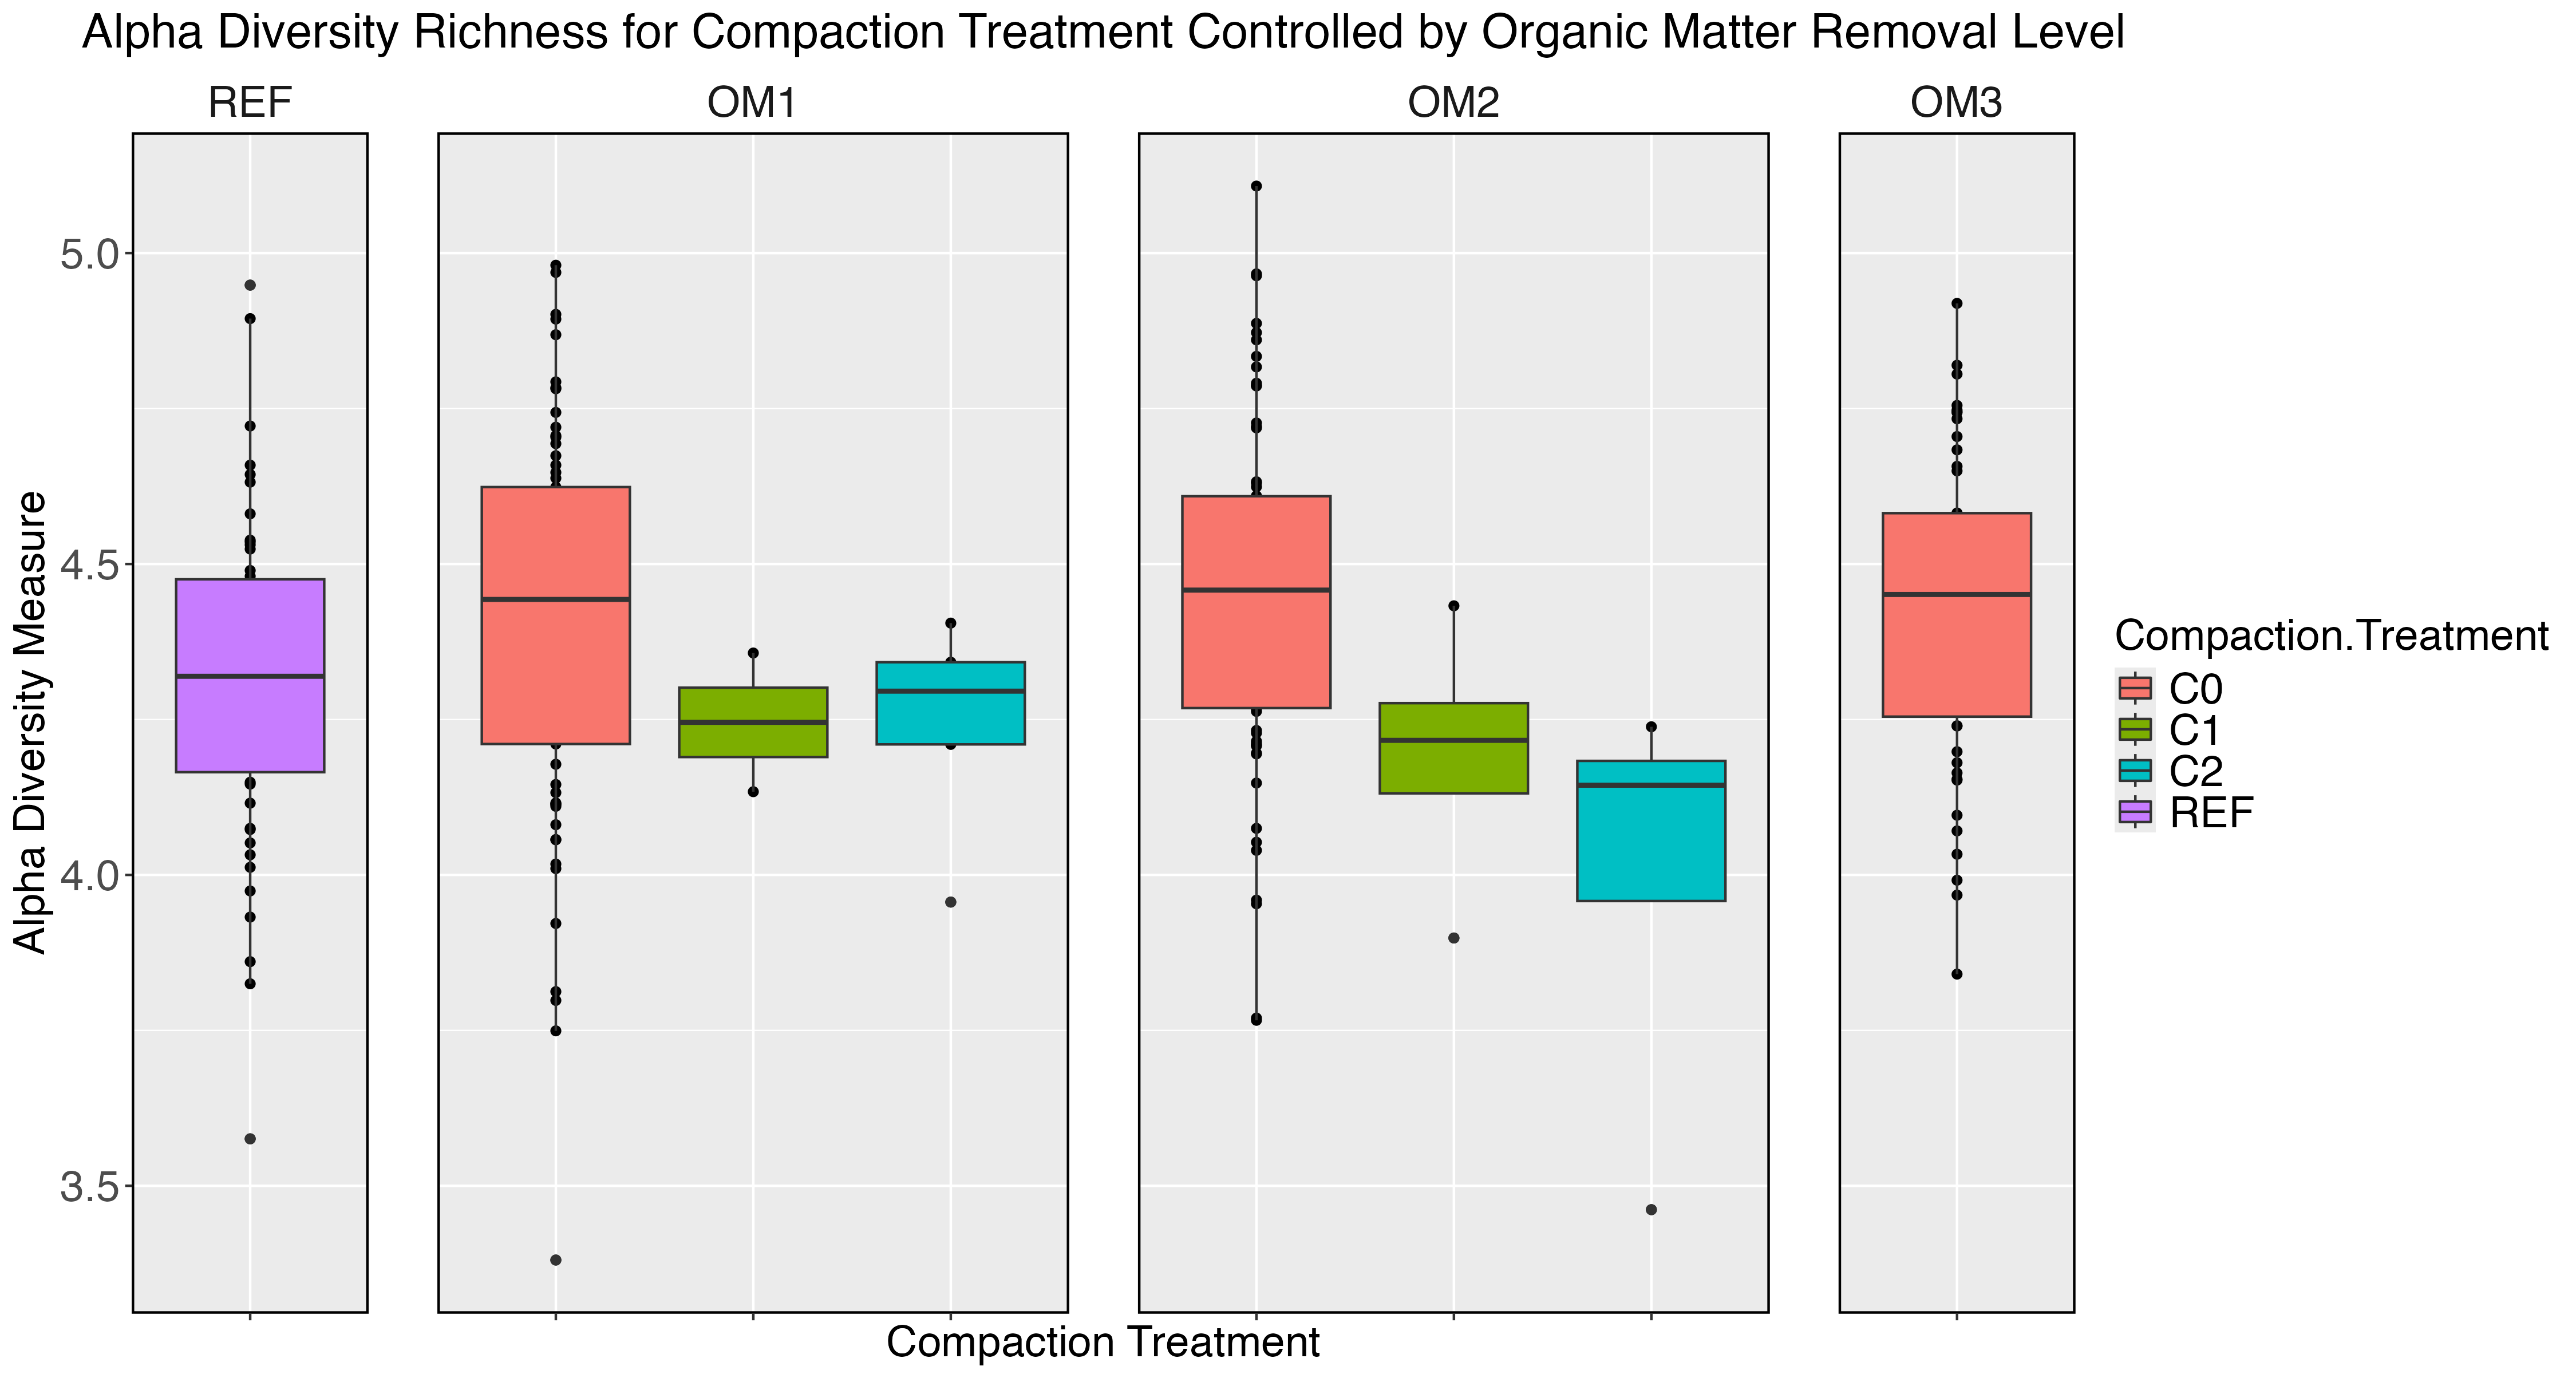 Alpha Diversity Richness for Compaction Treatment Controlled by Organic Matter Removal Level
REF
OM1
OM2
OM3
Alpha Diversity Measure
5.0
4.5
4.0
3.5
Compaction Treatment
Compaction.Treatment
C0
C1
C2
REF